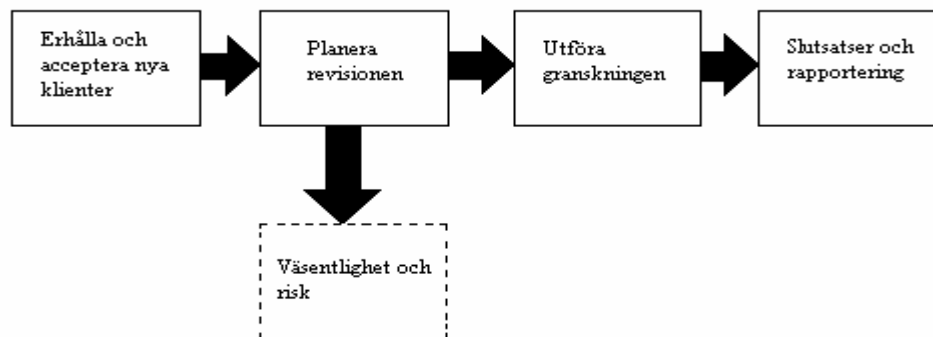 Erhålla och
acceptera nya
klienter
Planera
revisionen
Utföra
granskningen
Slutsatser och
rapportering
Väsentlighet och
risk